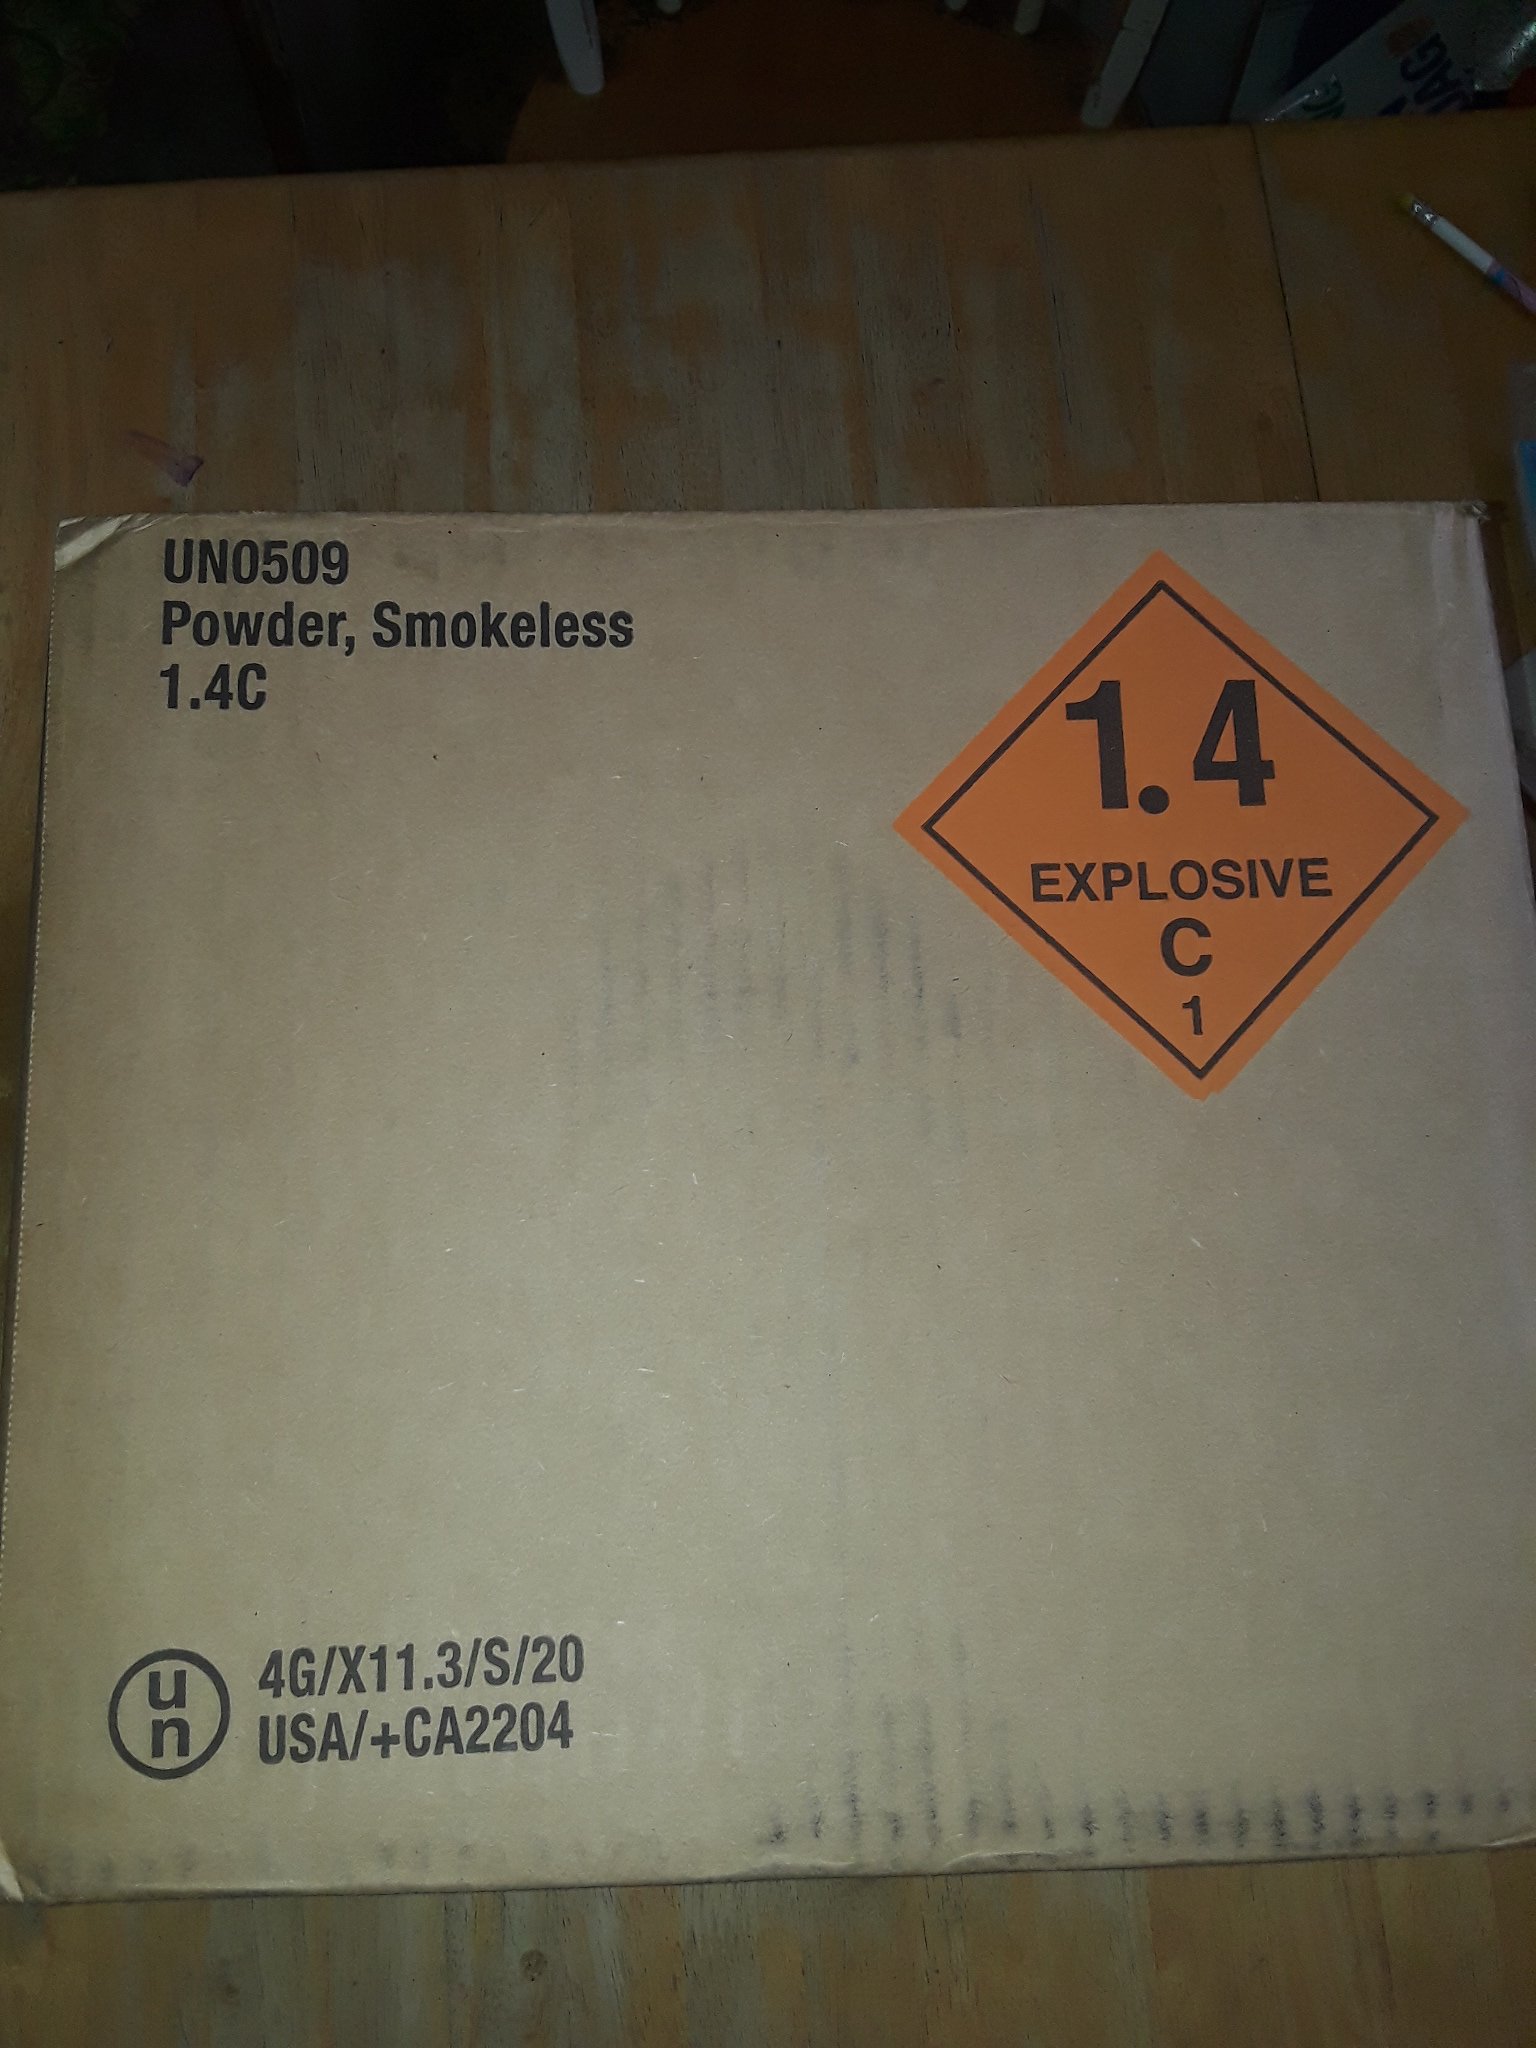 UN0509
Powder, Smokeless
1.4C
1.4
EXPLOSIVE
C
1
un
4G/X11.3/S/20
USA/+CA2204